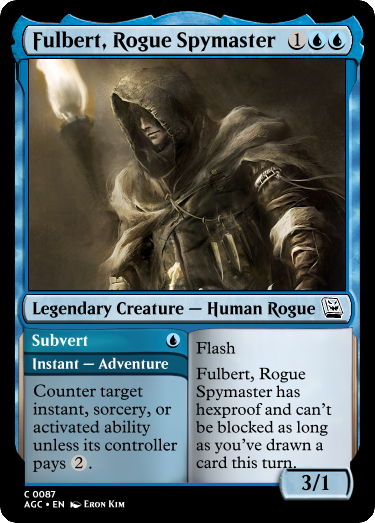 Fulbert, Rogue Spymaster 1
Legendary Creature — Human Rogue
Subvert
Instant — Adventure
Counter target
instant, sorcery, or
activated ability
unless its controller
pays 2.
Flash
Fulbert, Rogue
Spymaster has
hexproof and can't
be blocked as long
as you've drawn a
card this turn.
3/1
C 0087
AGC • EN Eron Kim